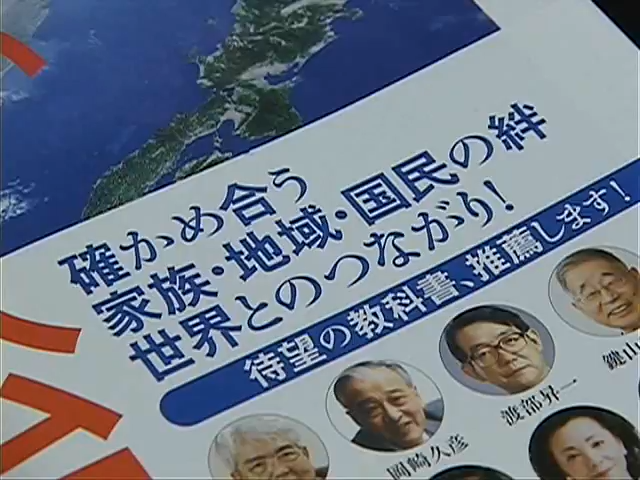 確かめ合う
家族・地域・国民の絆
世界とのつながり!
待望の教科書、推薦します!
岡崎久彦
渡部昇一
鍵山